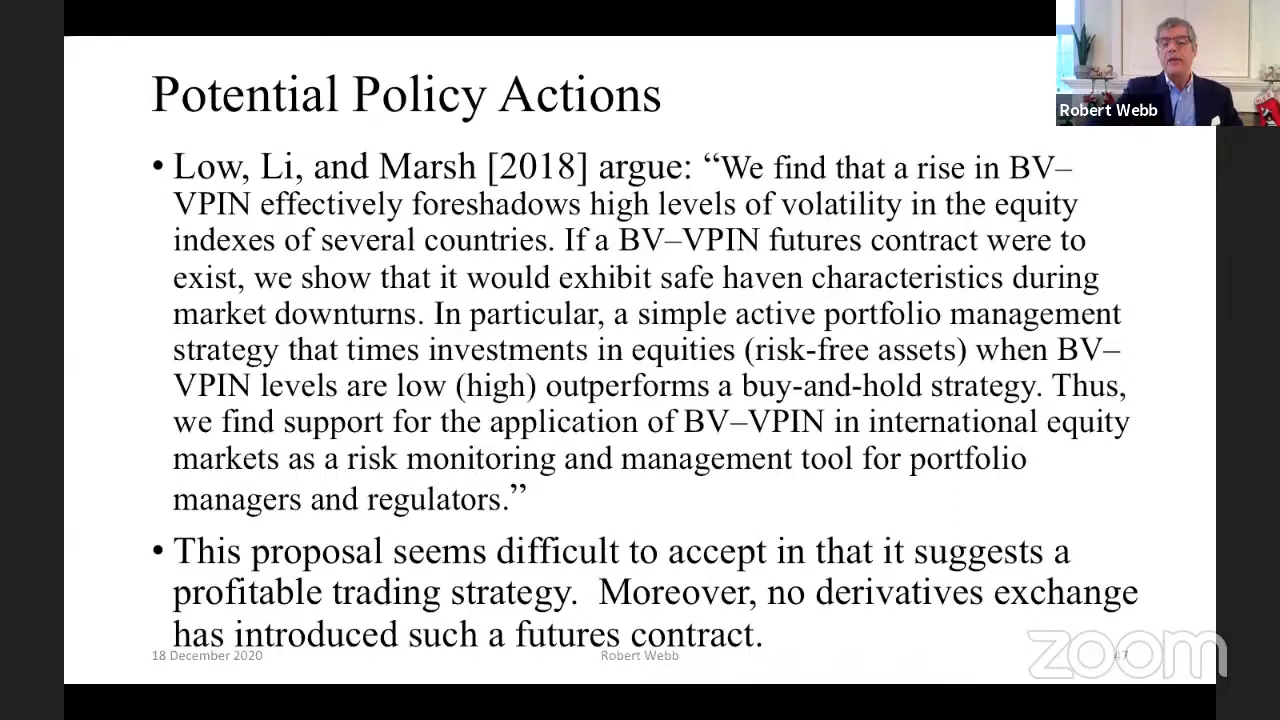 Potential Policy Actions
Robert Webb
• Low, Li, and Marsh [2018] argue: “We find that a rise in BV–
VPIN effectively foreshadows high levels of volatility in the equity
indexes of several countries. If a BV–VPIN futures contract were to
exist, we show that it would exhibit safe haven characteristics during
market downturns. In particular, a simple active portfolio management
strategy that times investments in equities (risk-free assets) when BV–
VPIN levels are low (high) outperforms a buy-and-hold strategy. Thus,
we find support for the application of BV–VPIN in international equity
markets as a risk monitoring and management tool for portfolio
managers and regulators.”
• This proposal seems difficult to accept in that it suggests a
profitable trading strategy.  Moreover, no derivatives exchange
has introduced such a futures contract.
18 December 2020
Robert Webb
zoom